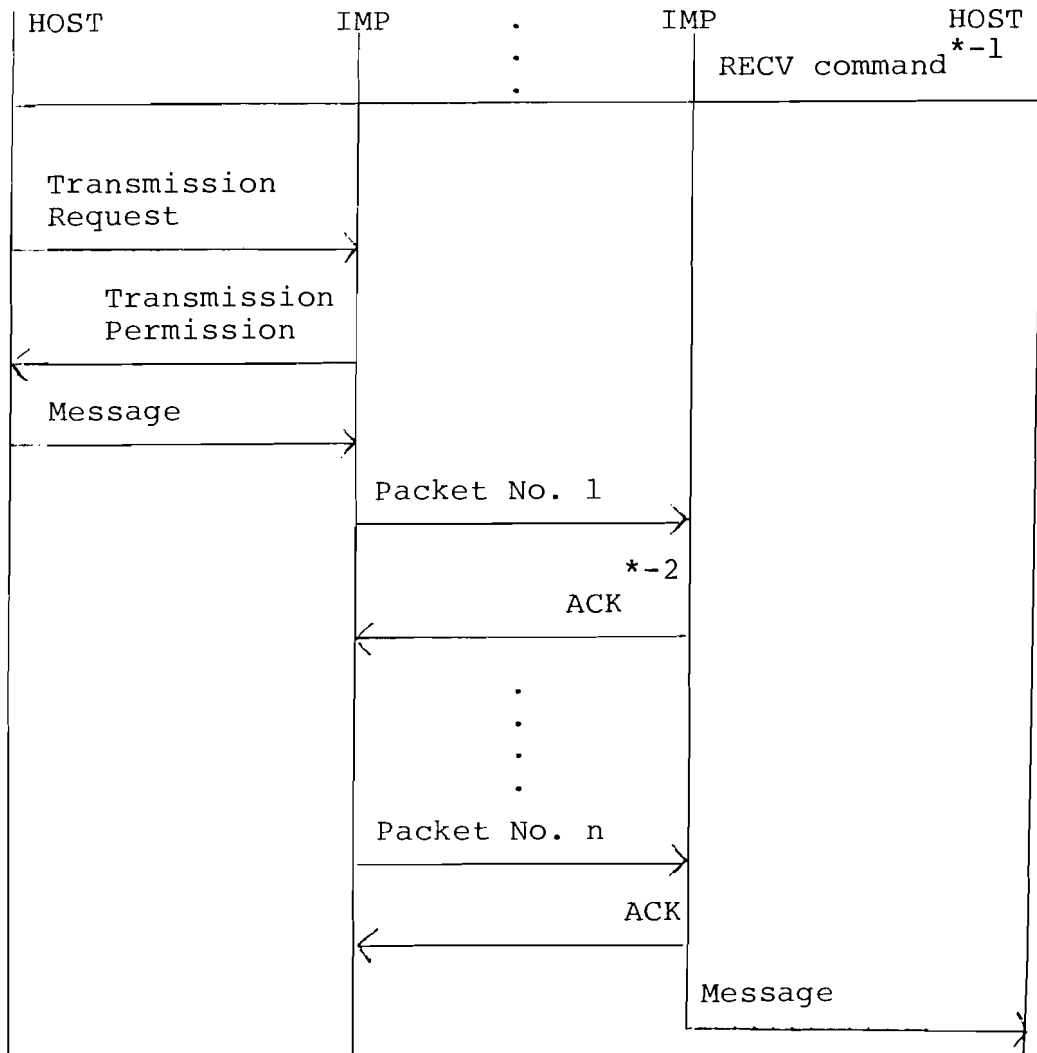 HOST IMP . IMP HOST
.
RECV command*-1
.
Transmission
Request
Transmission
Permission
Message
Packet No. 1
*-2
ACK
.
.
.
.
Packet No. n
ACK
Message